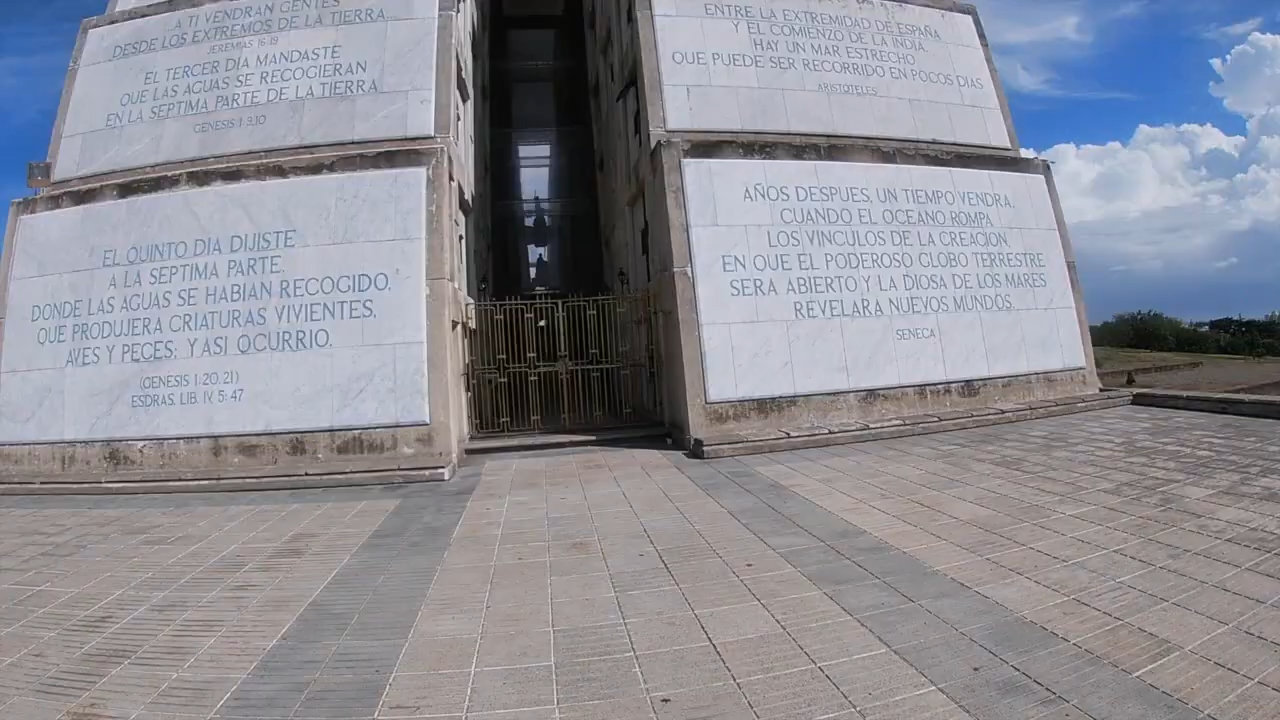 A TI VENDRAN GENTES
DESDE LOS EXTREMOS DE LA TIERRA
JEREMIAS 16:19
EL TERCER DIA MANDASTE
QUE LAS AGUAS SE RECOGIERAN
EN LA SEPTIMA PARTE DE LA TIERRA
GENESIS 1:9.10
ENTRE LA EXTREMIDAD DE ESPAÑA
Y EL COMIENZO DE LA INDIA.
HAY UN MAR ESTRECHO
QUE PUEDE SER RECORRIDO EN POCOS DIAS
ARISTOTELES
EL QUINTO DIA DIJISTE
A LA SEPTIMA PARTE.
DONDE LAS AGUAS SE HABIAN RECOGIDO,
QUE PRODUJERA CRIATURAS VIVIENTES,
AVES Y PECES: Y ASI OCURRIO.
(GENESIS 1:20.21)
ESDRAS. LIB. IV. 5: 47
AÑOS DESPUES, UN TIEMPO VENDRA,
CUANDO EL OCEANO ROMPA
LOS VINCULOS DE LA CREACION,
EN QUE EL PODEROSO GLOBO TERRESTRE
SERA ABIERTO Y LA DIOSA DE LOS MARES
REVELARA NUEVOS MUNDOS.
SENECA